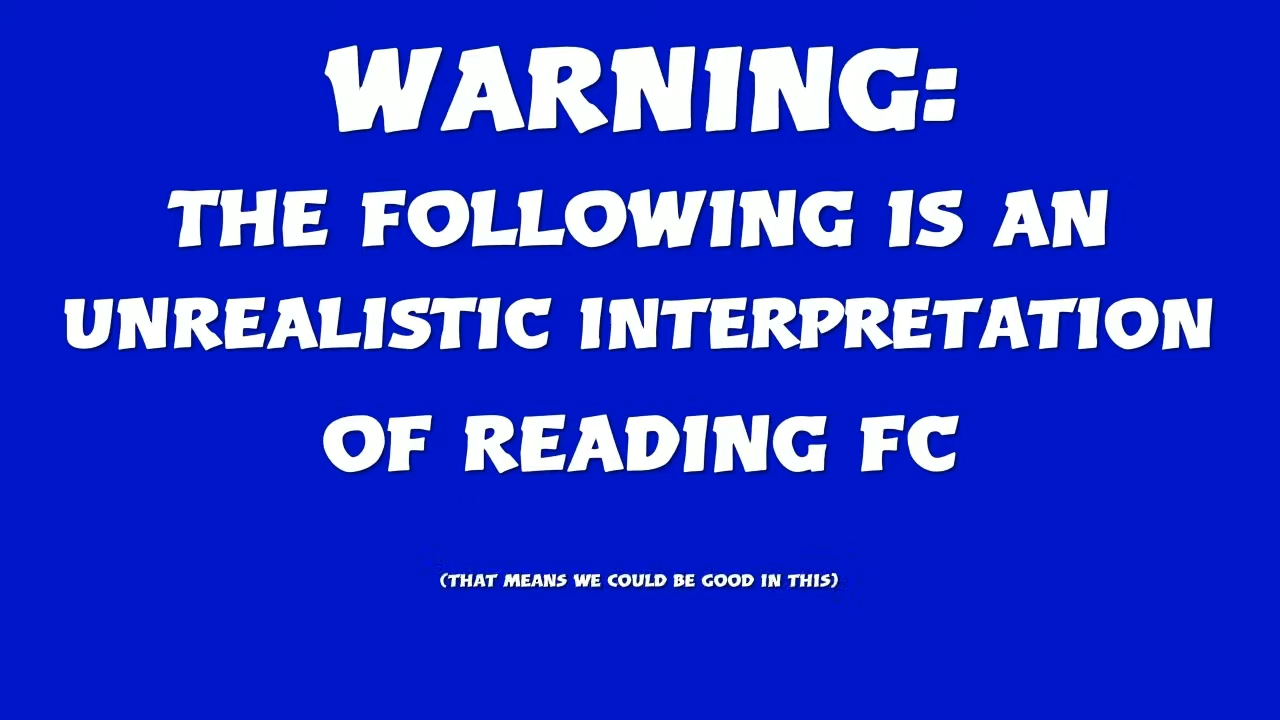 WARNING:
THE FOLLOWING IS AN
UNREALISTIC INTERPRETATION
OF READING FC
(THAT MEANS WE COULD BE GOOD IN THIS)